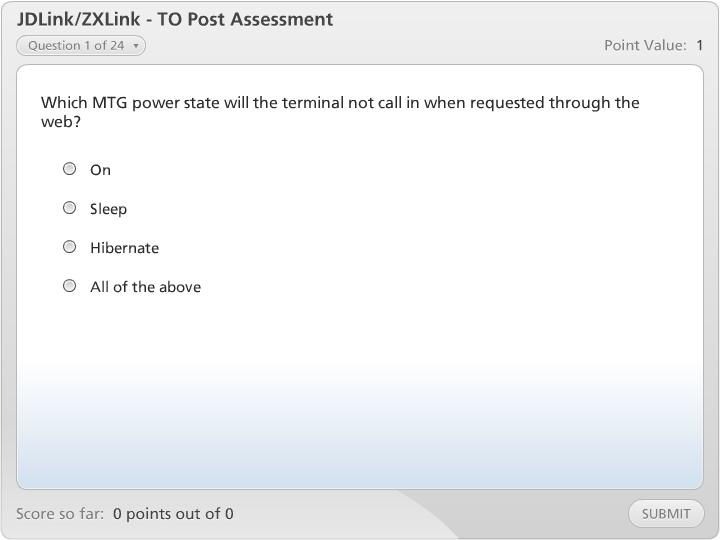 JDLink/ZXLink - TO Post Assessment
Question 1 of 24
Point Value: 1
Which MTG power state will the terminal not call in when requested through the
web?
On
Sleep
Hibernate
All of the above
Score so far: 0 points out of 0
SUBMIT